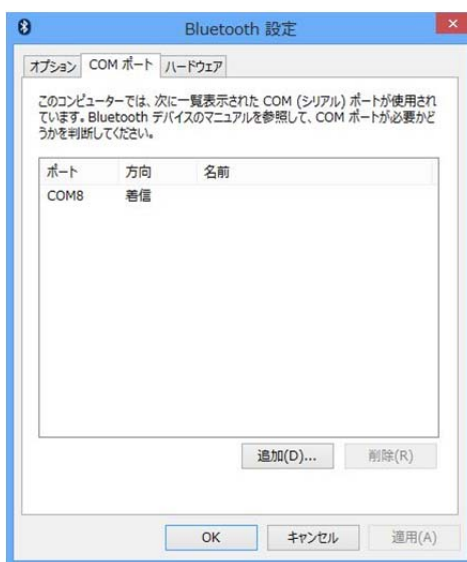 Bluetooth 設定
オプション COM ポート ハードウェア
このコンピューターでは、次に一覧表示された COM (シリアル) ポートが使用され
ています。Bluetooth デバイスのマニュアルを参照して、COM ポートが必要かど
うかを判断してください。
ポート 方向 名前
COM8 着信
追加(D)... 削除(R)
OK キャンセル 適用(A)